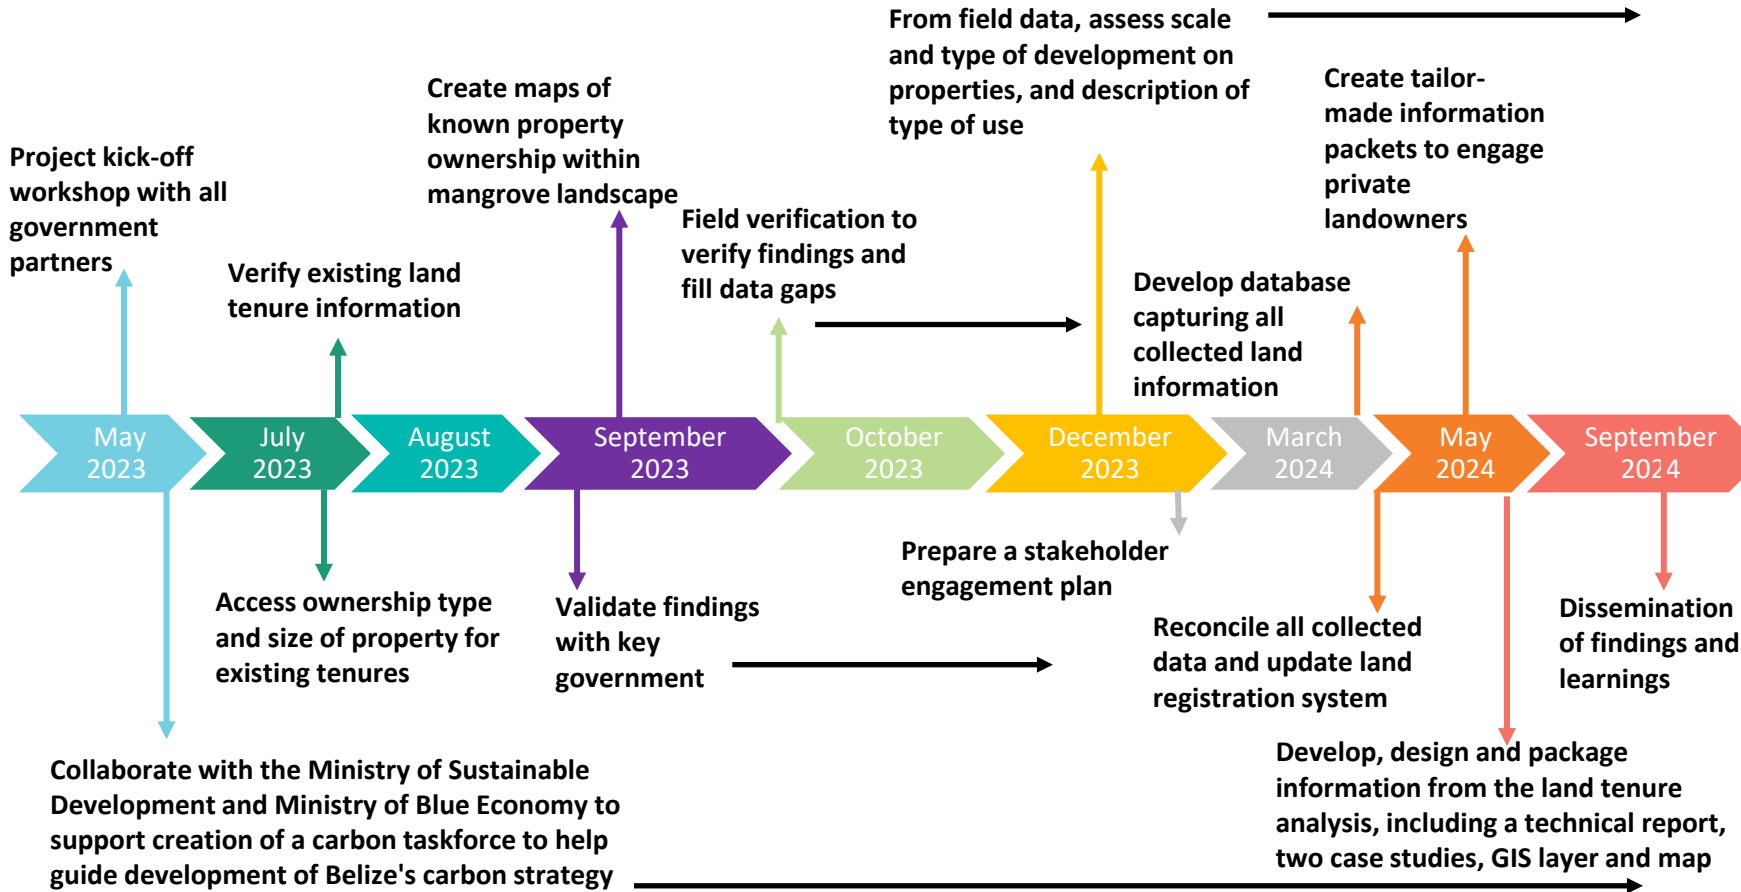 From field data, assess scale
and type of development on
properties, and description of
type of use
Create tailor-
made information
packets to engage
private
landowners
Create maps of
known property
ownership within
mangrove landscape
Project kick-off
workshop with all
government
partners
Field verification to
verify findings and
fill data gaps
Verify existing land
tenure information
Develop database
capturing all
collected land
information
May
2023
July
2023
August
2023
September
2023
October
2023
December
2023
March
2024
May
2024
September
2024
Prepare a stakeholder
engagement plan
Access ownership type
and size of property for
existing tenures
Validate findings
with key
government
Reconcile all collected
data and update land
registration system
Dissemination
of findings and
learnings
Collaborate with the Ministry of Sustainable
Development and Ministry of Blue Economy to
support creation of a carbon taskforce to help
guide development of Belize's carbon strategy
Develop, design and package
information from the land tenure
analysis, including a technical report,
two case studies, GIS layer and map